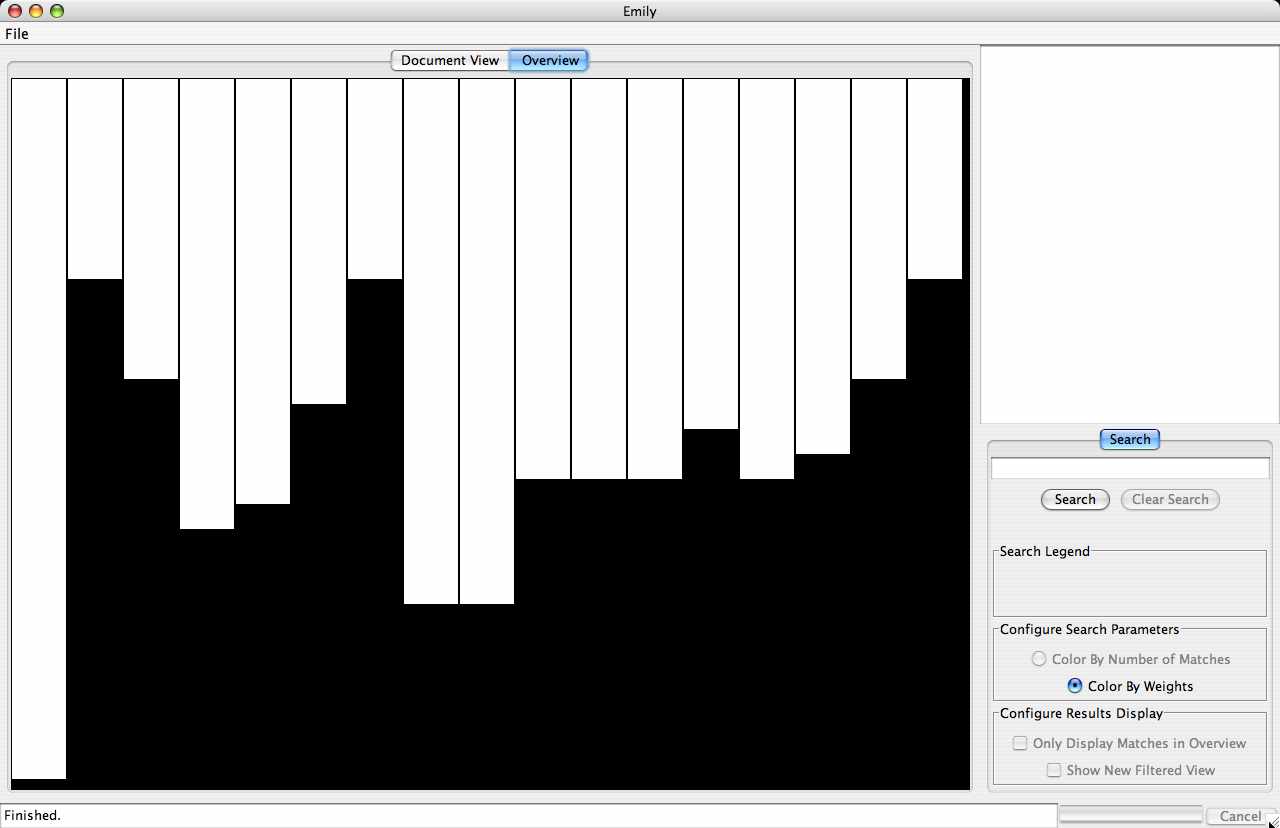 Emily
File
Document View
Overview
Search
Search
Clear Search
Search Legend
Configure Search Parameters
Color By Number of Matches
Color By Weights
Configure Results Display
Only Display Matches in Overview
Show New Filtered View
Finished.
Cancel